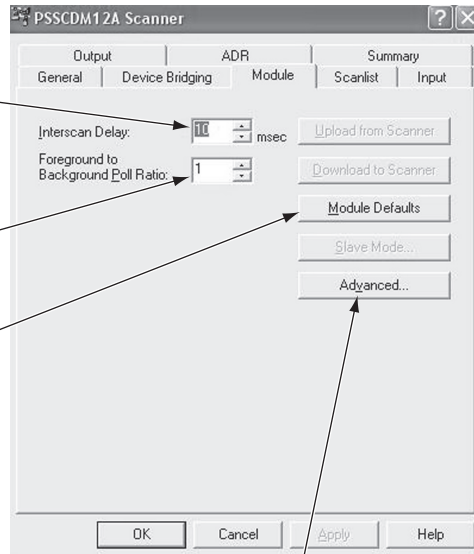 PSSCDM12A Scanner
Output ADR Summary
General Device Bridging Module Scanlist Input
Interscan Delay: 10 msec Upload from Scanner
Foreground to
Background Poll Ratio: 1 Download to Scanner
Module Defaults
Slave Mode...
Advanced...
OK Cancel Apply Help